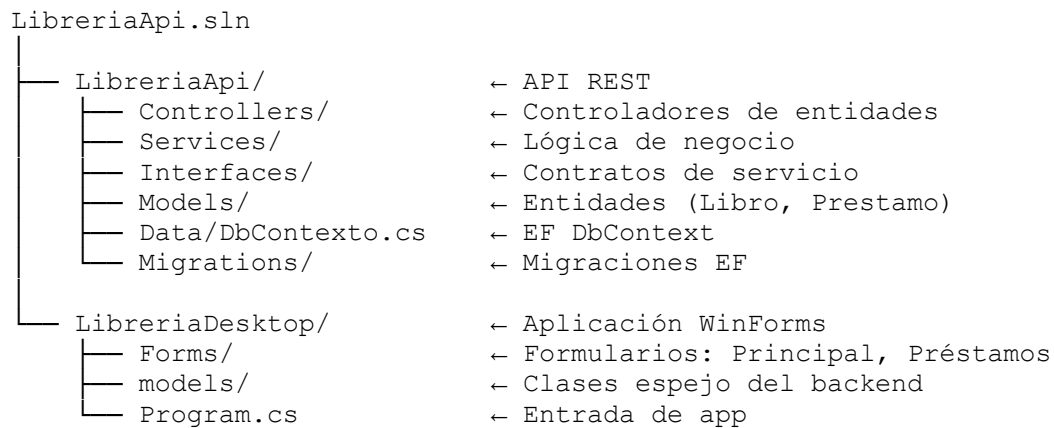 LibreriaApi.sln
│
├── LibreriaApi/ ← API REST
│ ├── Controllers/ ← Controladores de entidades
│ ├── Services/ ← Lógica de negocio
│ ├── Interfaces/ ← Contratos de servicio
│ ├── Models/ ← Entidades (Libro, Prestamo)
│ ├── Data/DbContexto.cs ← EF DbContext
│ └── Migrations/ ← Migraciones EF
│
└── LibreriaDesktop/ ← Aplicación WinForms
├── Forms/ ← Formularios: Principal, Préstamos
├── models/ ← Clases espejo del backend
└── Program.cs ← Entrada de app